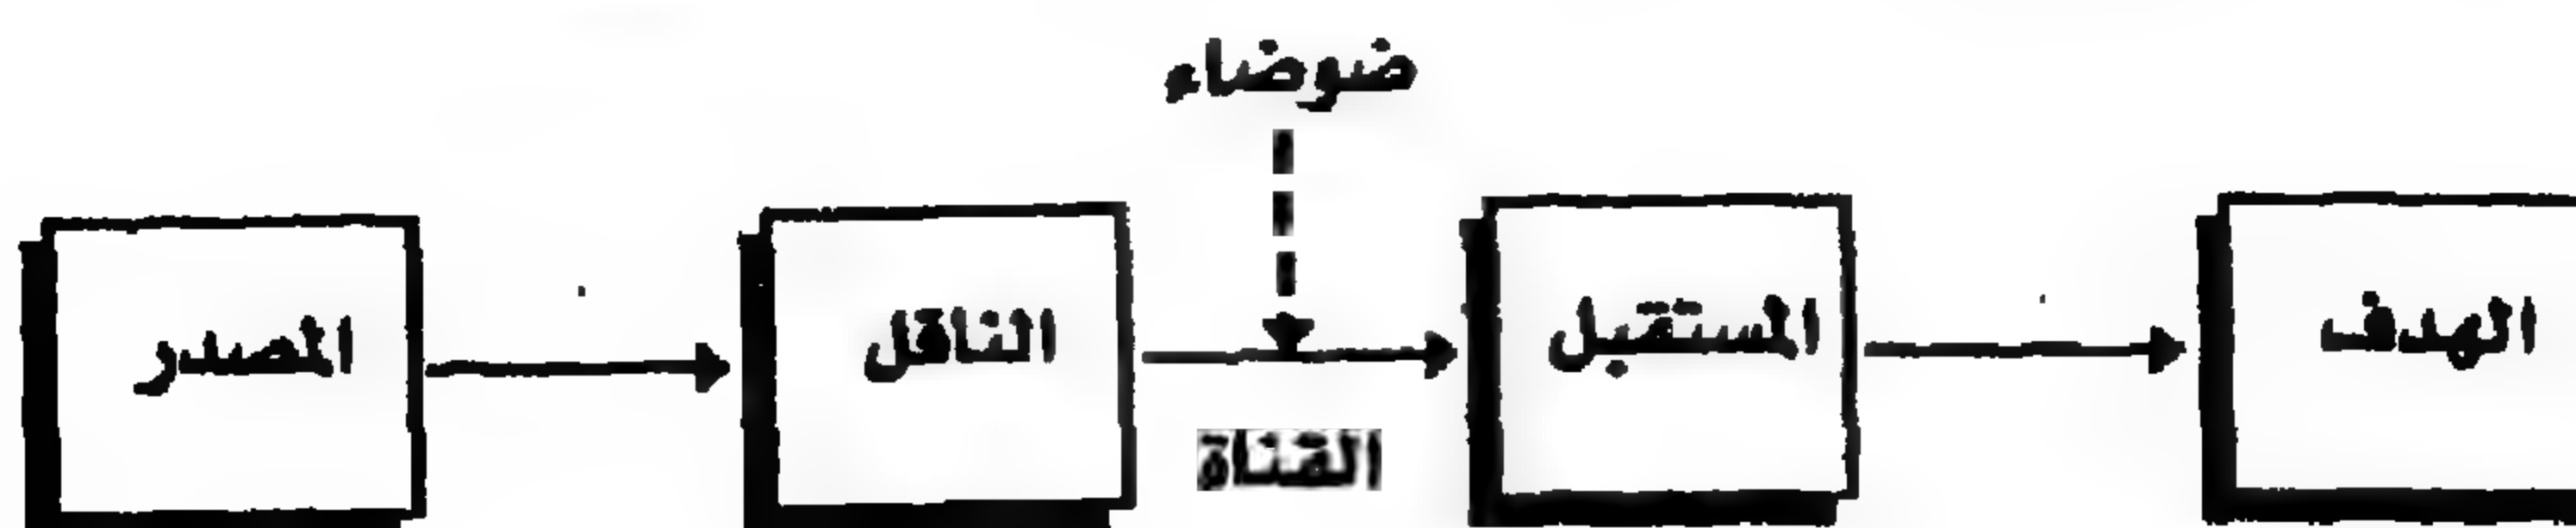 ضوضاء
المصدر
الناقل
المستقبل
الهدف
القناة